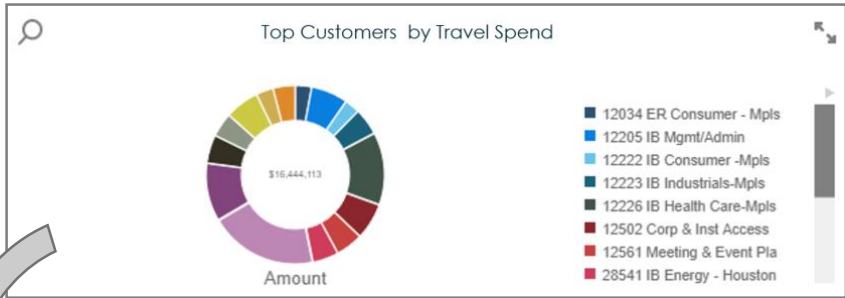 Top Customers by Travel Spend
$16,444,113
Amount
12034 ER Consumer - Mpls
12205 IB Mgmt/Admin
12222 IB Consumer -Mpls
12223 IB Industrials-Mpls
12226 IB Health Care-Mpls
12502 Corp & Inst Access
12561 Meeting & Event Pla
28541 IB Energy - Houston